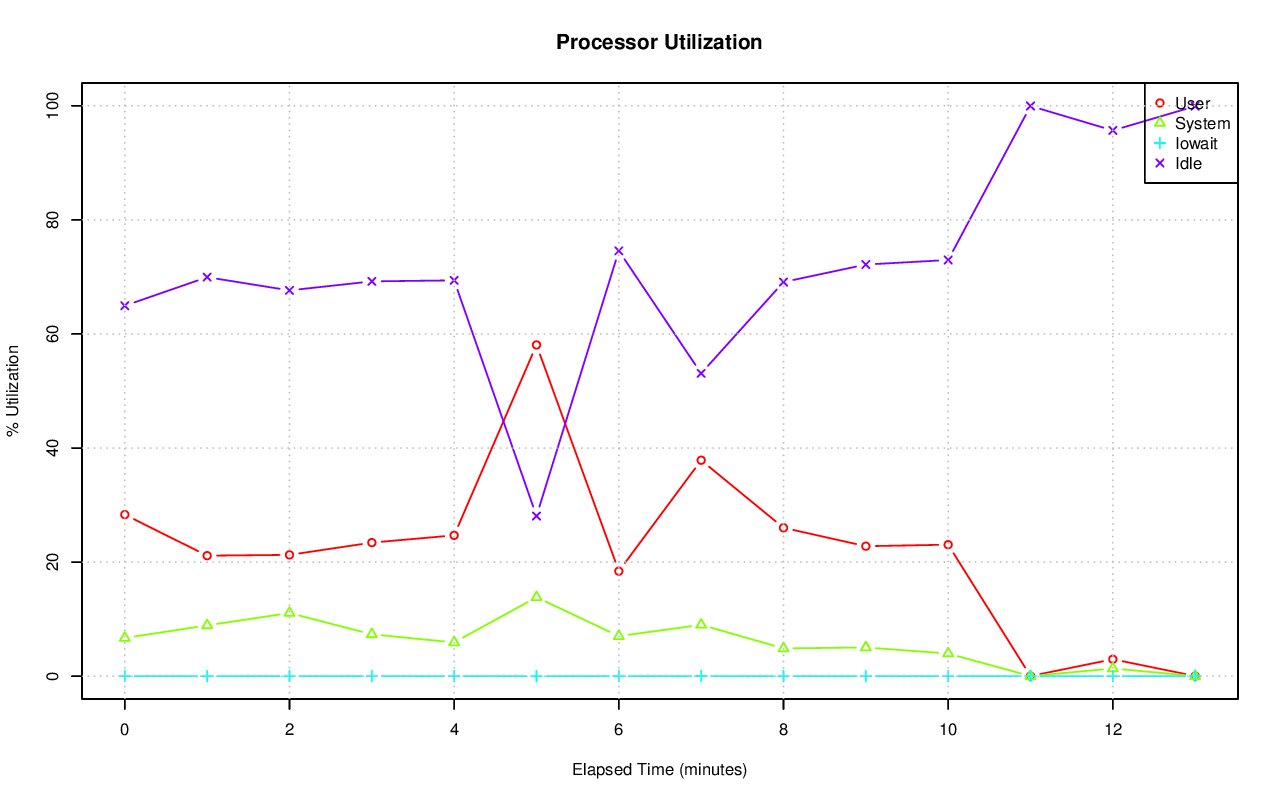 Processor Utilization
User
System
Iowait
Idle
% Utilization
100
80
60
40
20
0
0 2 4 6 8 10 12
Elapsed Time (minutes)